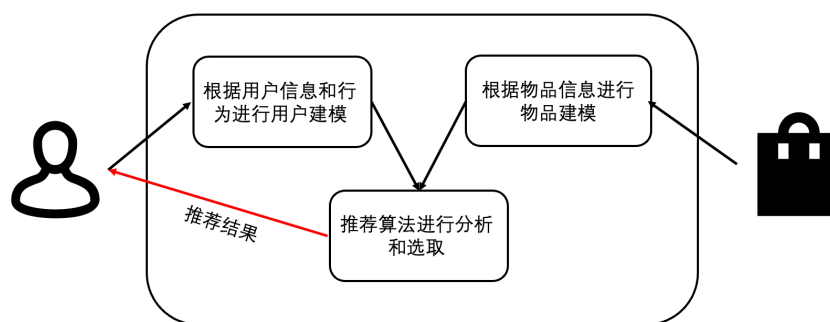 根据用户信息和行
为进行用户建模
根据物品信息进行
物品建模
推荐算法进行分析
和选取
推荐结果